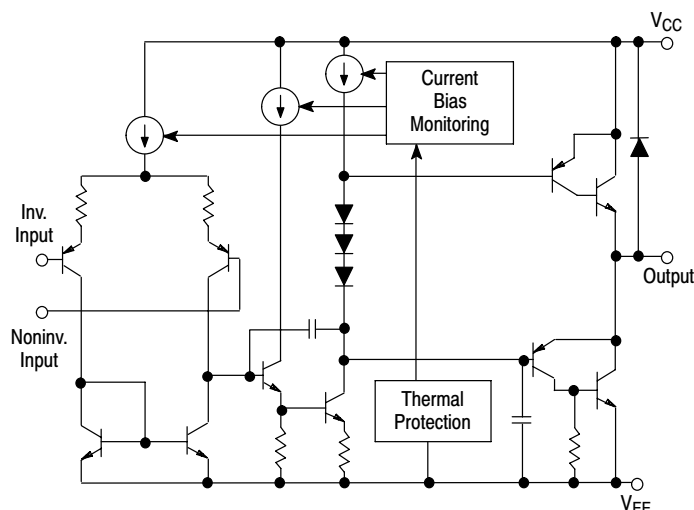 VCC
Current
Bias
Monitoring
Inv.
Input
Output
Noninv.
Input
Thermal
Protection
VEE